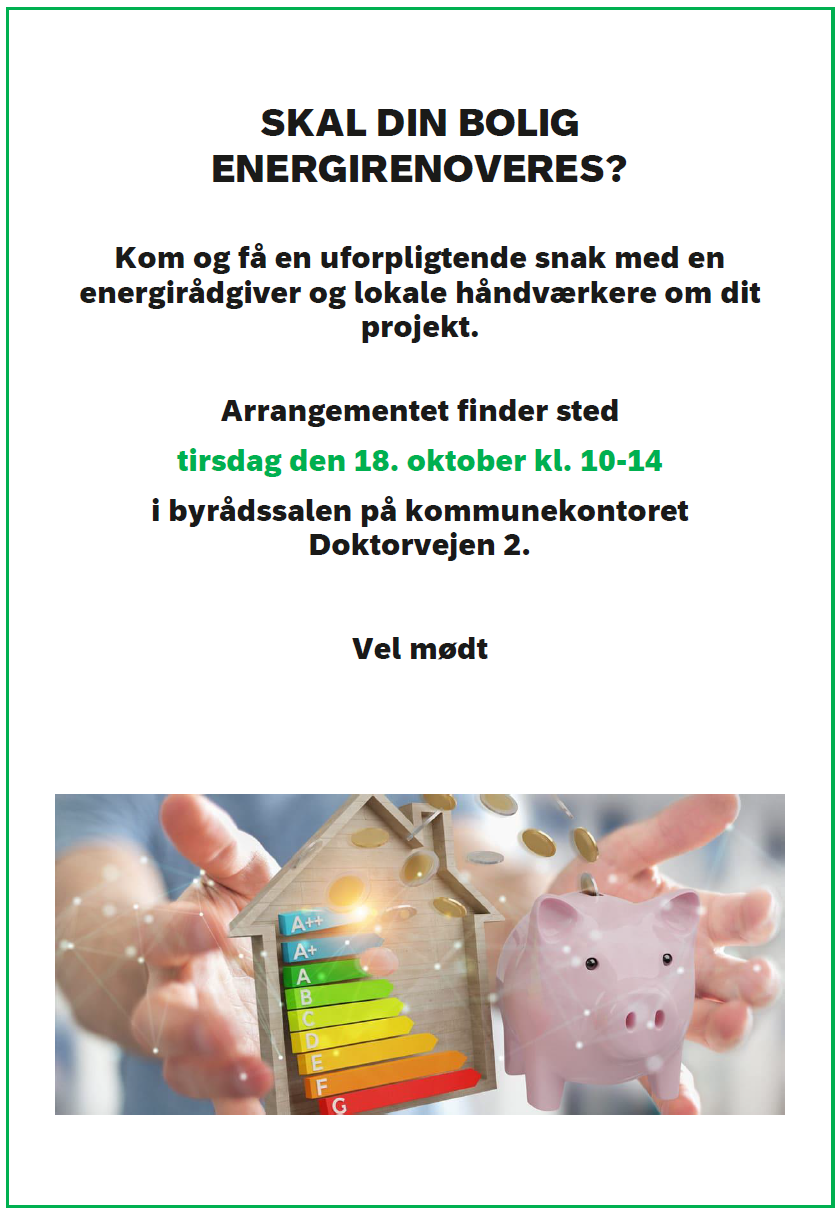 SKAL DIN BOLIG
ENERGIRENOVERES?
Kom og få en uforpligtende snak med en
energirådgiver og lokale håndværkere om dit
projekt.
Arrangementet finder sted
tirsdag den 18. oktober kl. 10-14
i byrådssalen på kommunekontoret
Doktorvejen 2.
Vel mødt
A++
A+
A
B
C
D
E
F
G